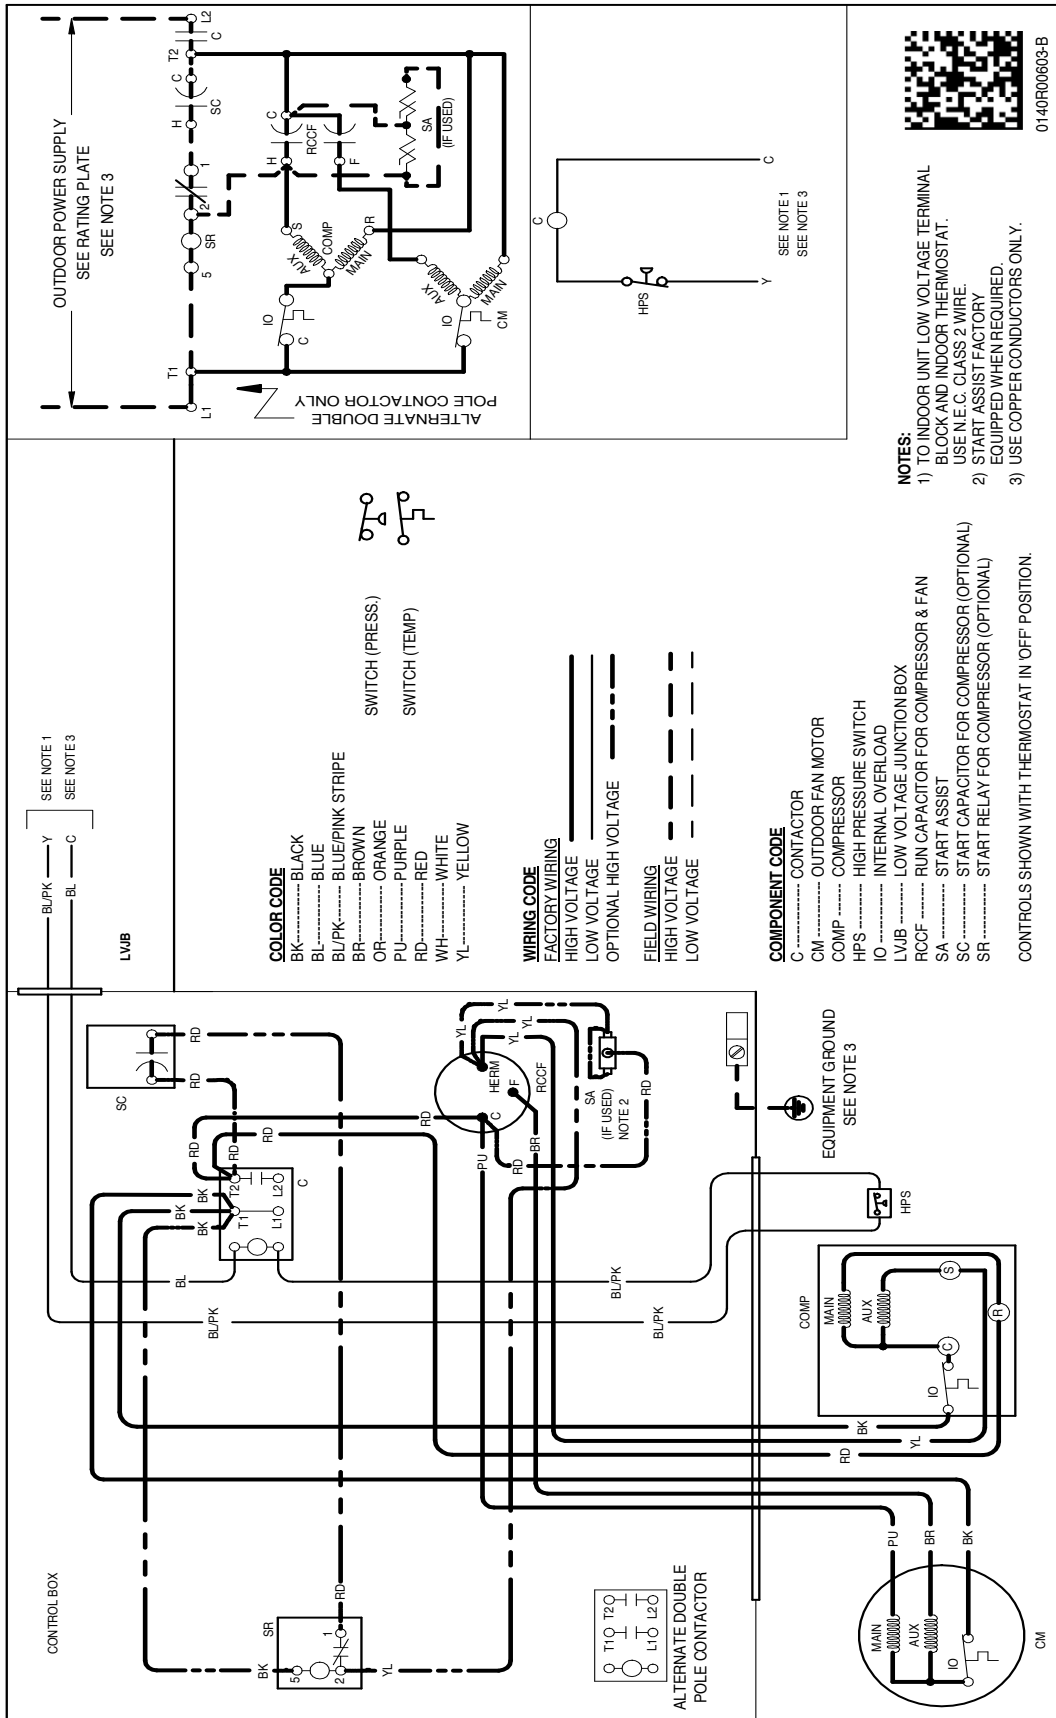 CONTROL BOX
BL/PK
Y
SEE NOTE 1
BL
C
SEE NOTE 3
LVJB
SC
RD
RD
RD
RD
RD
BK
BK
BK
T2
T1
L2
L1
C
BL
BL/PK
BL/PK
BL/PK
RD
RD
RD
SR
BK
5
1
2
YL
HERM
C
F
RCCF
YL
YL
YL
PU
BR
RD
RD
SA
(IF USED)
NOTE 2
T1
T2
L1
L2
ALTERNATE DOUBLE
POLE CONTACTOR
EQUIPMENT GROUND
SEE NOTE 3
HPS
COMP
MAIN
AUX
S
R
C
IO
BK
YL
RD
PU
BR
BK
MAIN
AUX
IO
CM
COLOR CODE
BK----------BLACK
BL----------BLUE
BL/PK------BLUE/PINK STRIPE
BR---------BROWN
OR---------ORANGE
PU---------PURPLE
RD---------RED
WH--------WHITE
YL----------YELLOW
SWITCH (PRESS.)
SWITCH (TEMP)
WIRING CODE
FACTORY WIRING
HIGH VOLTAGE
LOW VOLTAGE
OPTIONAL HIGH VOLTAGE
FIELD WIRING
HIGH VOLTAGE
LOW VOLTAGE
COMPONENT CODE
C ---------- CONTACTOR
CM -------- OUTDOOR FAN MOTOR
COMP ------- COMPRESSOR
HPS -------- HIGH PRESSURE SWITCH
IO ---------- INTERNAL OVERLOAD
LVJB -------- LOW VOLTAGE JUNCTION BOX
RCCF ------- RUN CAPACITOR FOR COMPRESSOR & FAN
SA ---------- START ASSIST
SC---------- START CAPACITOR FOR COMPRESSOR (OPTIONAL)
SR ---------- START RELAY FOR COMPRESSOR (OPTIONAL)
CONTROLS SHOWN WITH THERMOSTAT IN 'OFF' POSITION.
OUTDOOR POWER SUPPLY
SEE RATING PLATE
SEE NOTE 3
L1
T1
5
SR
2
1
H
SC
C
T2
C
L2
ALTERNATE DOUBLE
POLE CONTACTOR ONLY
IO
C
AUX
S
COMP
MAIN
R
H
RCCF
C
F
SA
(IF USED)
IO
AUX
MAIN
CM
C
HPS
Y
C
SEE NOTE 1
SEE NOTE 3
NOTES:
1) TO INDOOR UNIT LOW VOLTAGE TERMINAL
BLOCK AND INDOOR THERMOSTAT.
USE N.E.C. CLASS 2 WIRE.
2) START ASSIST FACTORY
EQUIPPED WHEN REQUIRED.
3) USE COPPER CONDUCTORS ONLY.
0140R00603-B